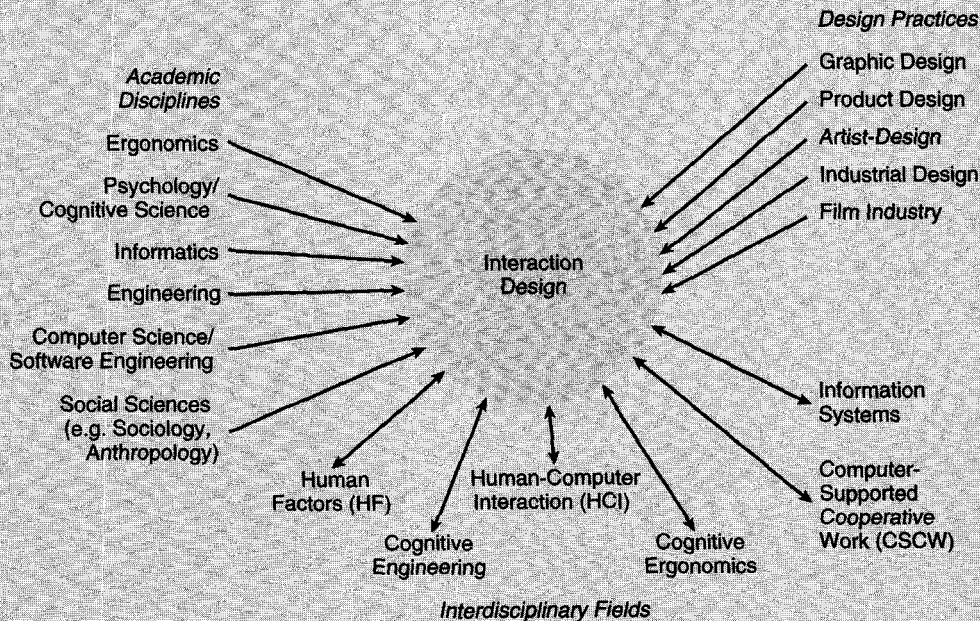 Design Practices
Graphic Design
Product Design
Artist-Design
Industrial Design
Film Industry
Academic
Disciplines
Ergonomics
Psychology/
Cognitive Science
Informatics
Engineering
Computer Science/
Software Engineering
Social Sciences
(e.g. Sociology,
Anthropology)
Interaction
Design
Information
Systems
Computer-
Supported
Cooperative
Work (CSCW)
Human
Factors (HF)
Human-Computer
Interaction (HCI)
Cognitive
Engineering
Cognitive
Ergonomics
Interdisciplinary Fields